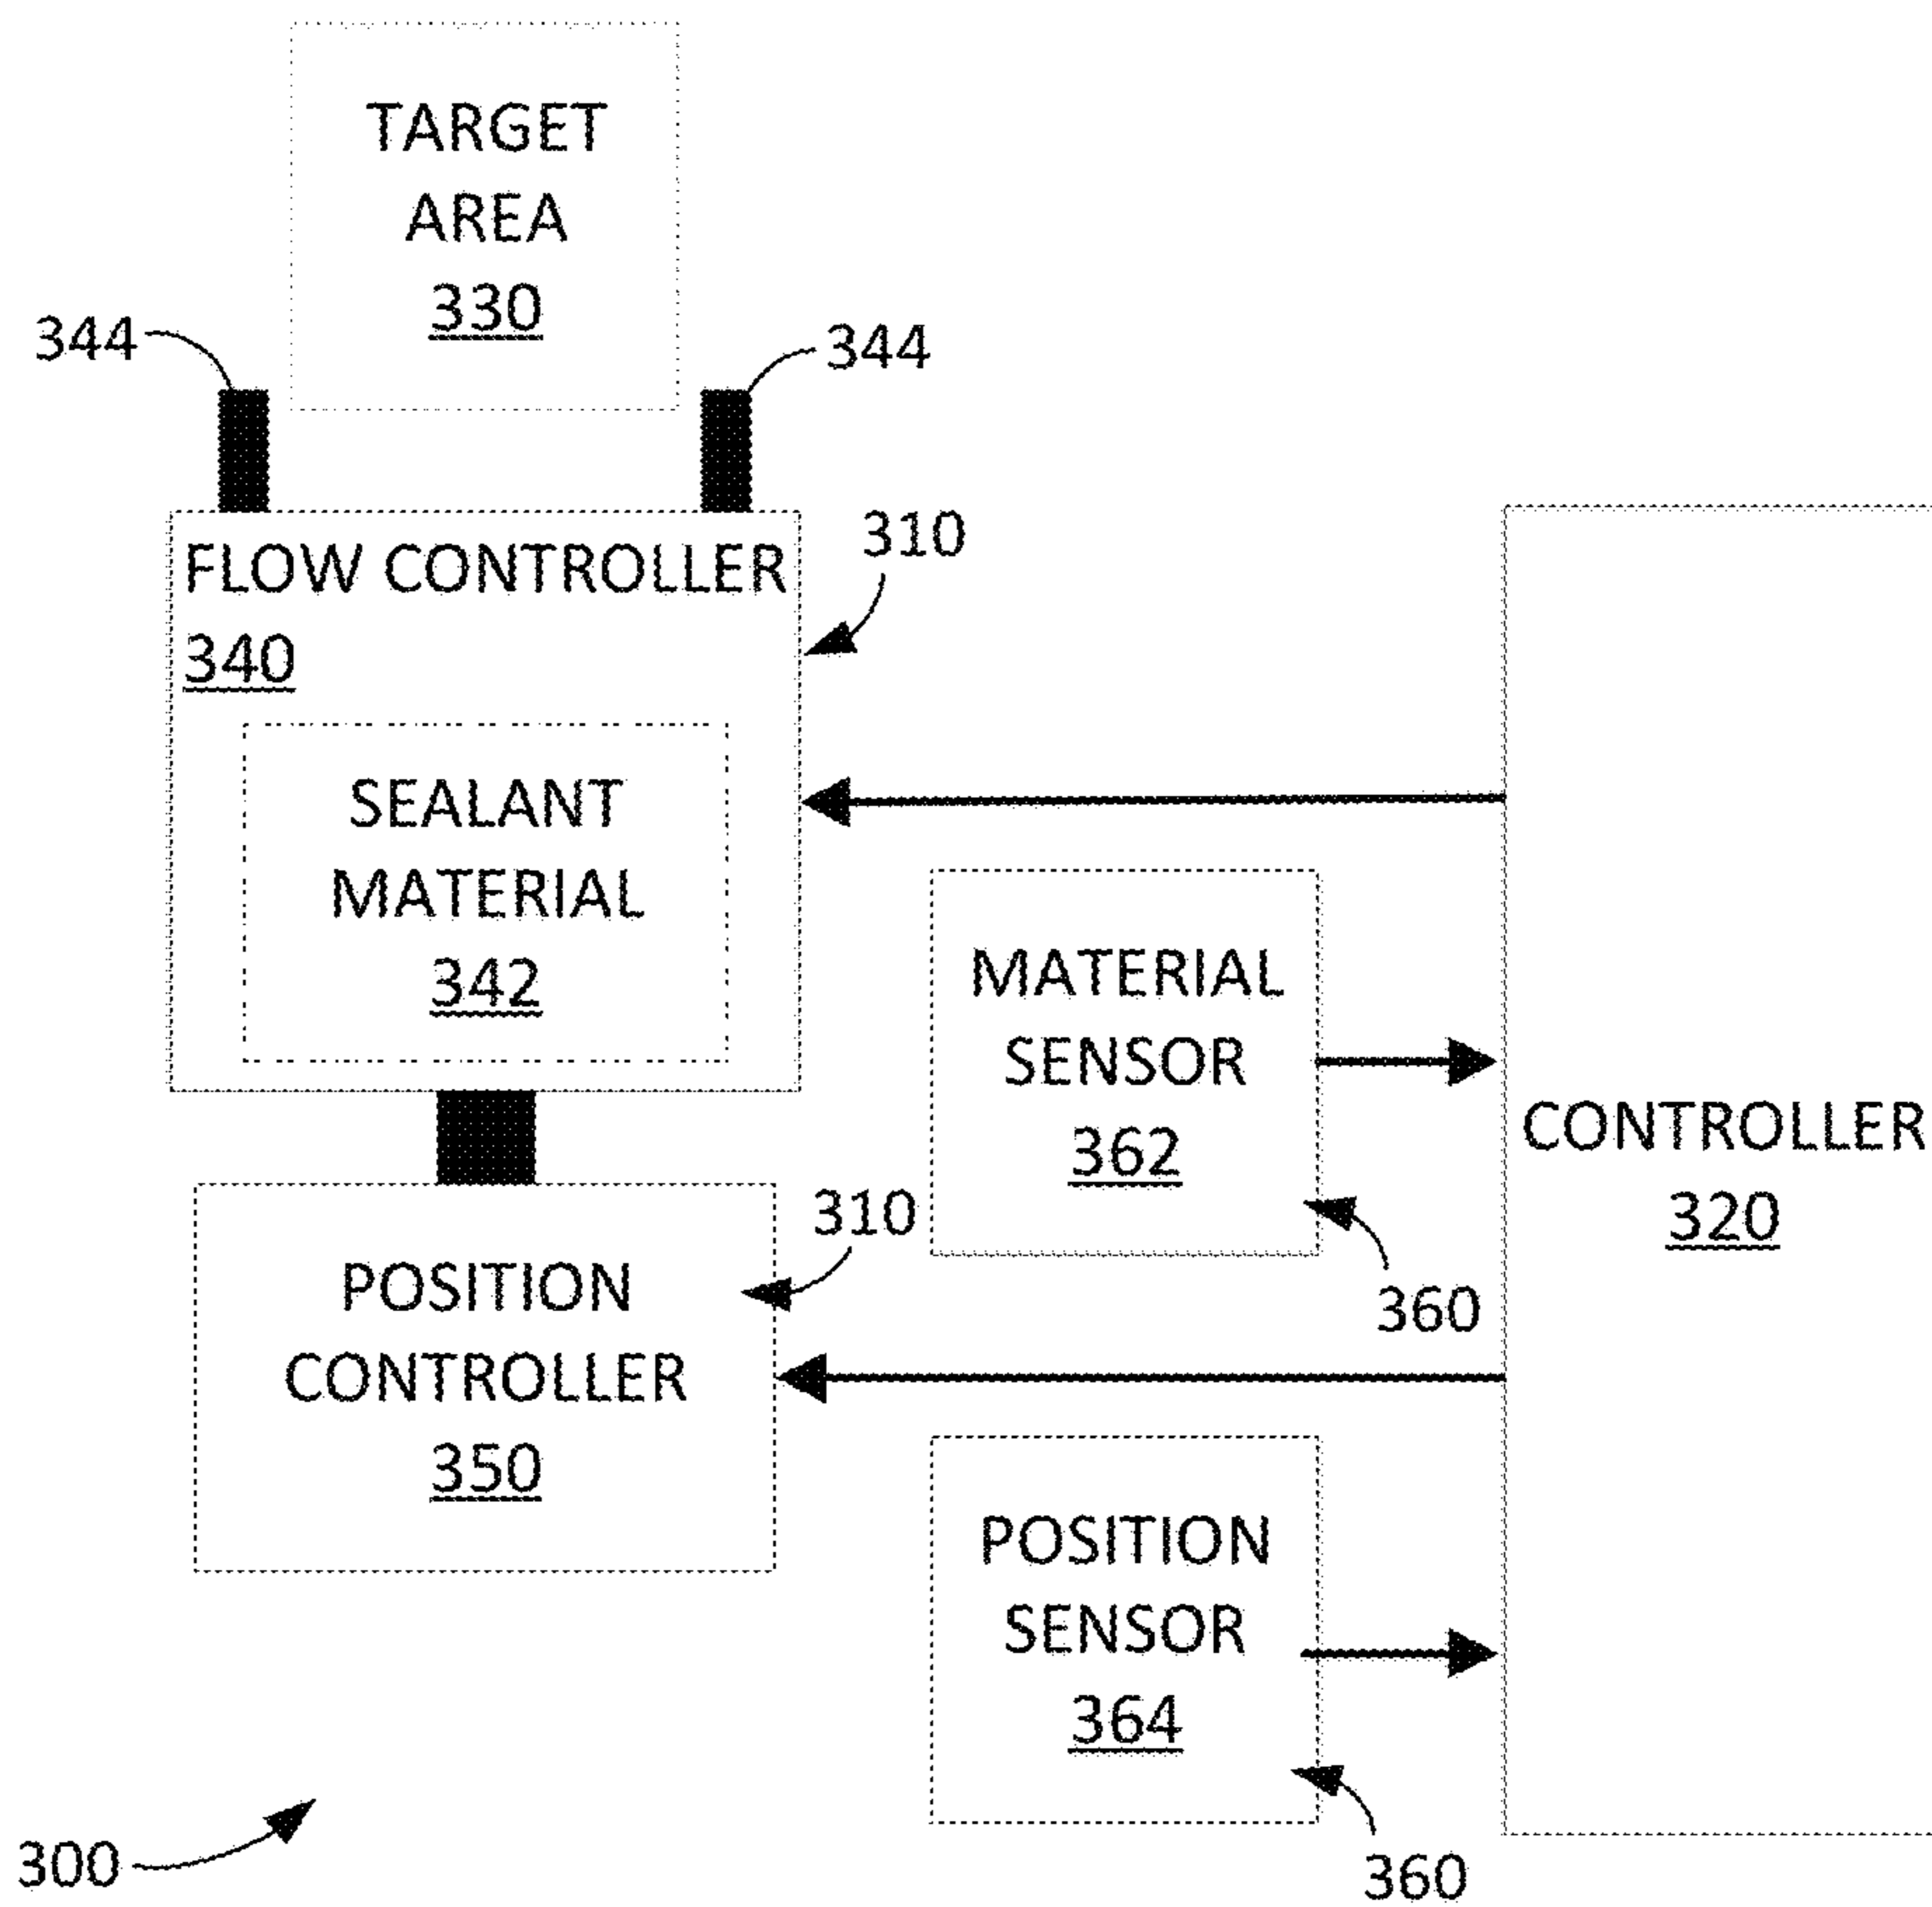 TARGET
AREA
330
344
344
FLOW CONTROLLER
340
310
SEALANT
MATERIAL
342
MATERIAL
SENSOR
362
360
CONTROLLER
320
310
POSITION
CONTROLLER
350
POSITION
SENSOR
364
360
300